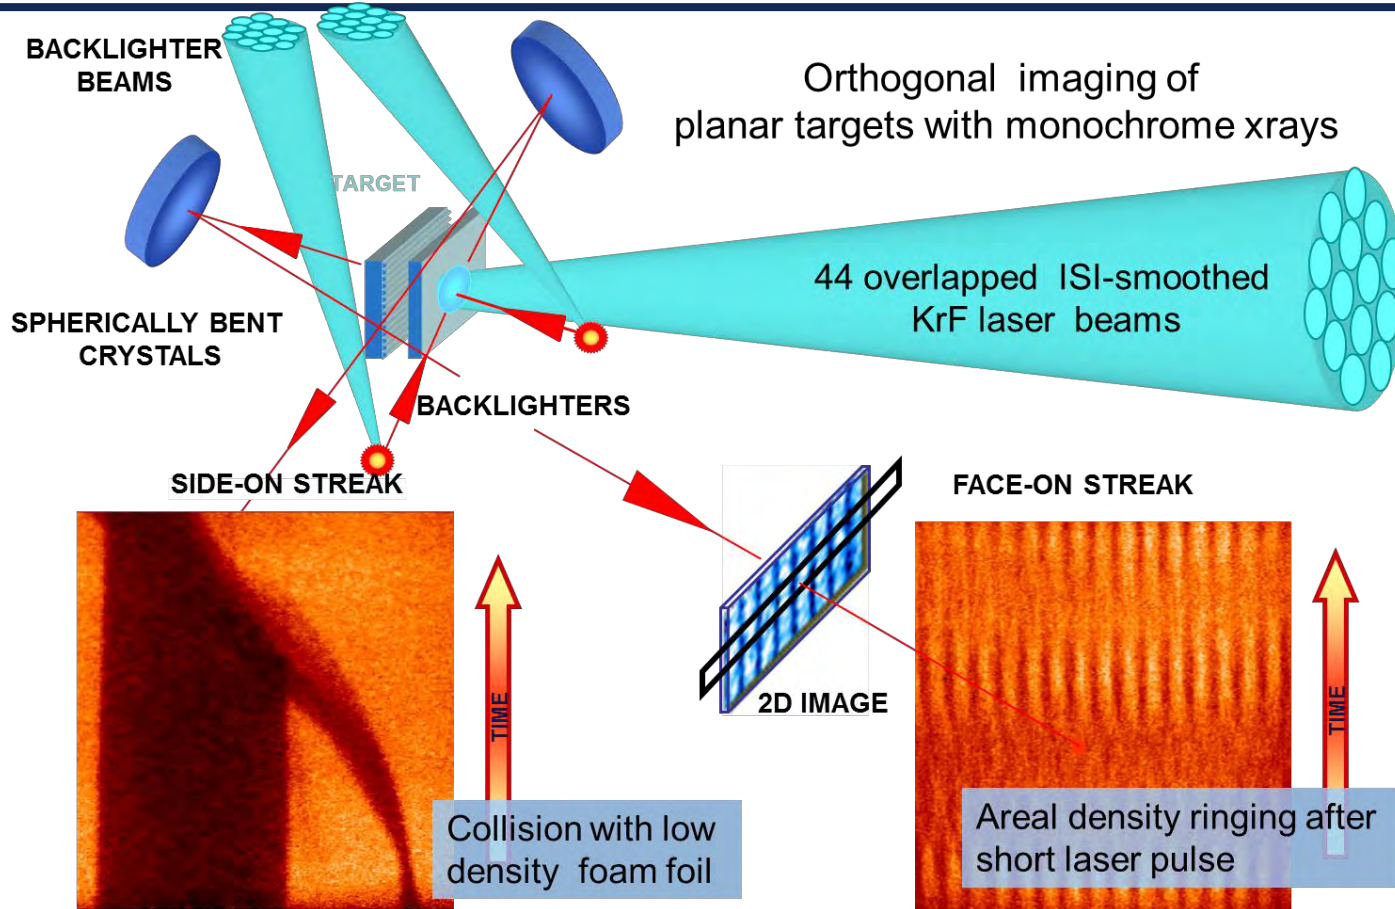 BACKLIGHTER
BEAMS
Orthogonal imaging of
planar targets with monochrome xrays
TARGET
44 overlapped ISI-smoothed
KrF laser beams
SPHERICALLY BENT
CRYSTALS
BACKLIGHTERS
SIDE-ON STREAK
FACE-ON STREAK
TIME
2D IMAGE
TIME
Collision with low
density foam foil
Areal density ringing after
short laser pulse